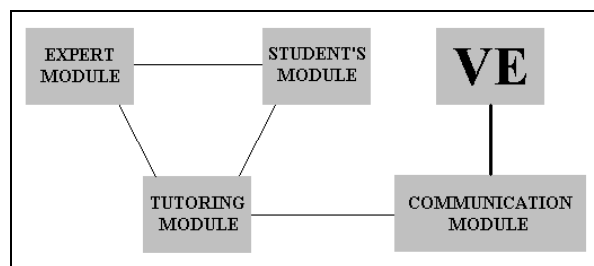 EXPERT
MODULE
STUDENT'S
MODULE
VE
TUTORING
MODULE
COMMUNICATION
MODULE